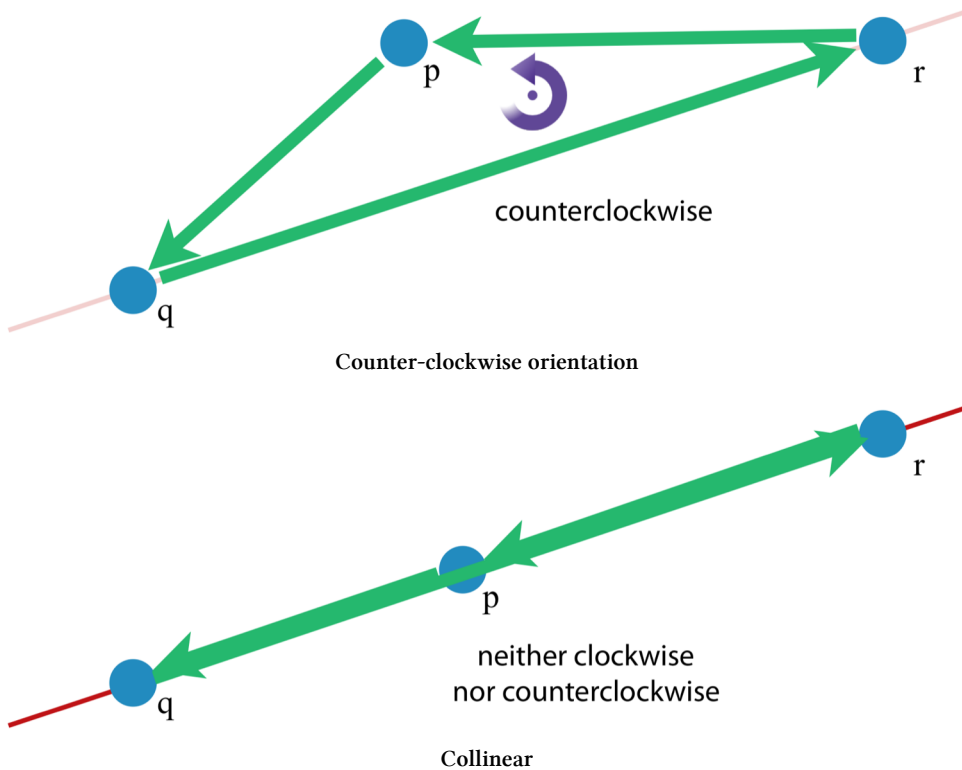 p
r
counterclockwise
q
Counter-clockwise orientation
r
p
neither clockwise
nor counterclockwise
q
Collinear